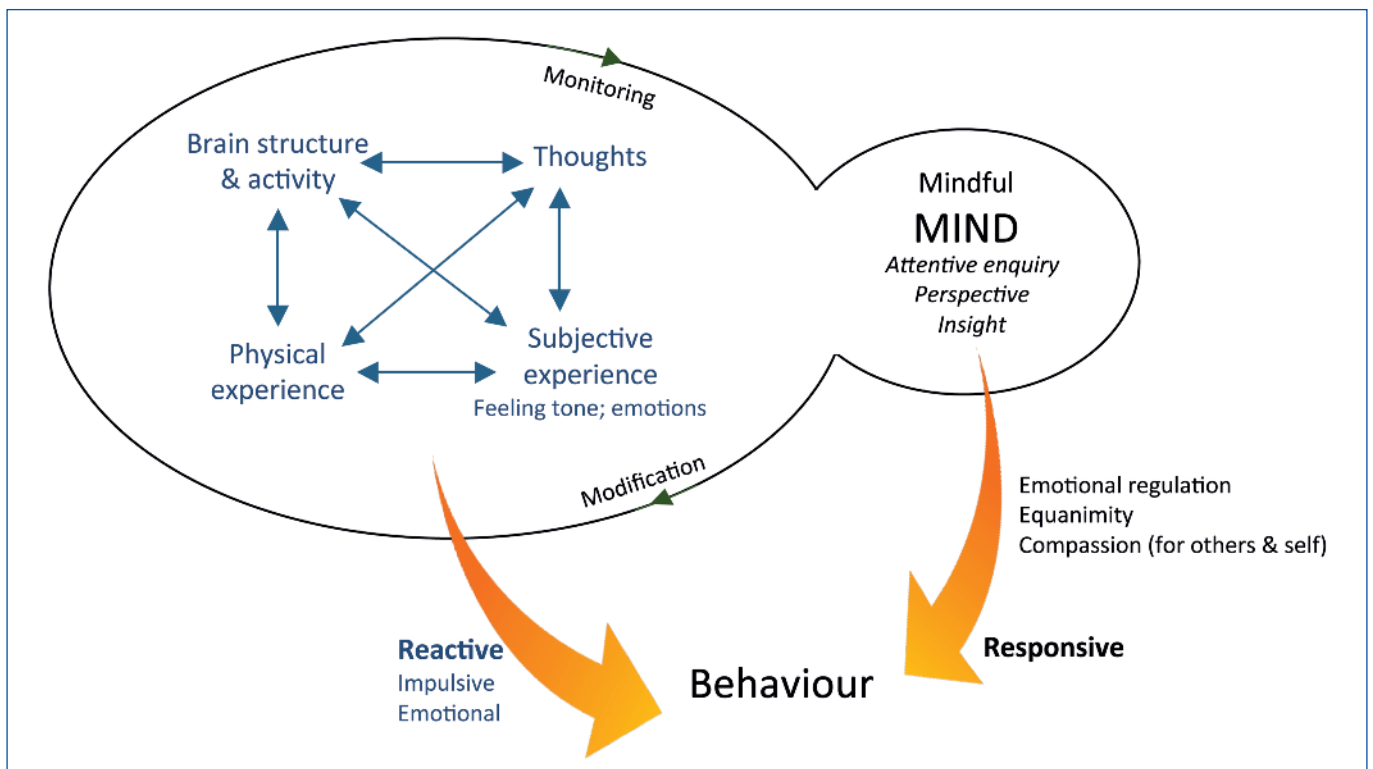 Monitoring
Brain structure
& activity
Thoughts
Physical
experience
Subjective
experience
Feeling tone; emotions
Mindful
MIND
Attentive enquiry
Perspective
Insight
Modification
Emotional regulation
Equanimity
Compassion (for others & self)
Reactive
Impulsive
Emotional
Responsive
Behaviour